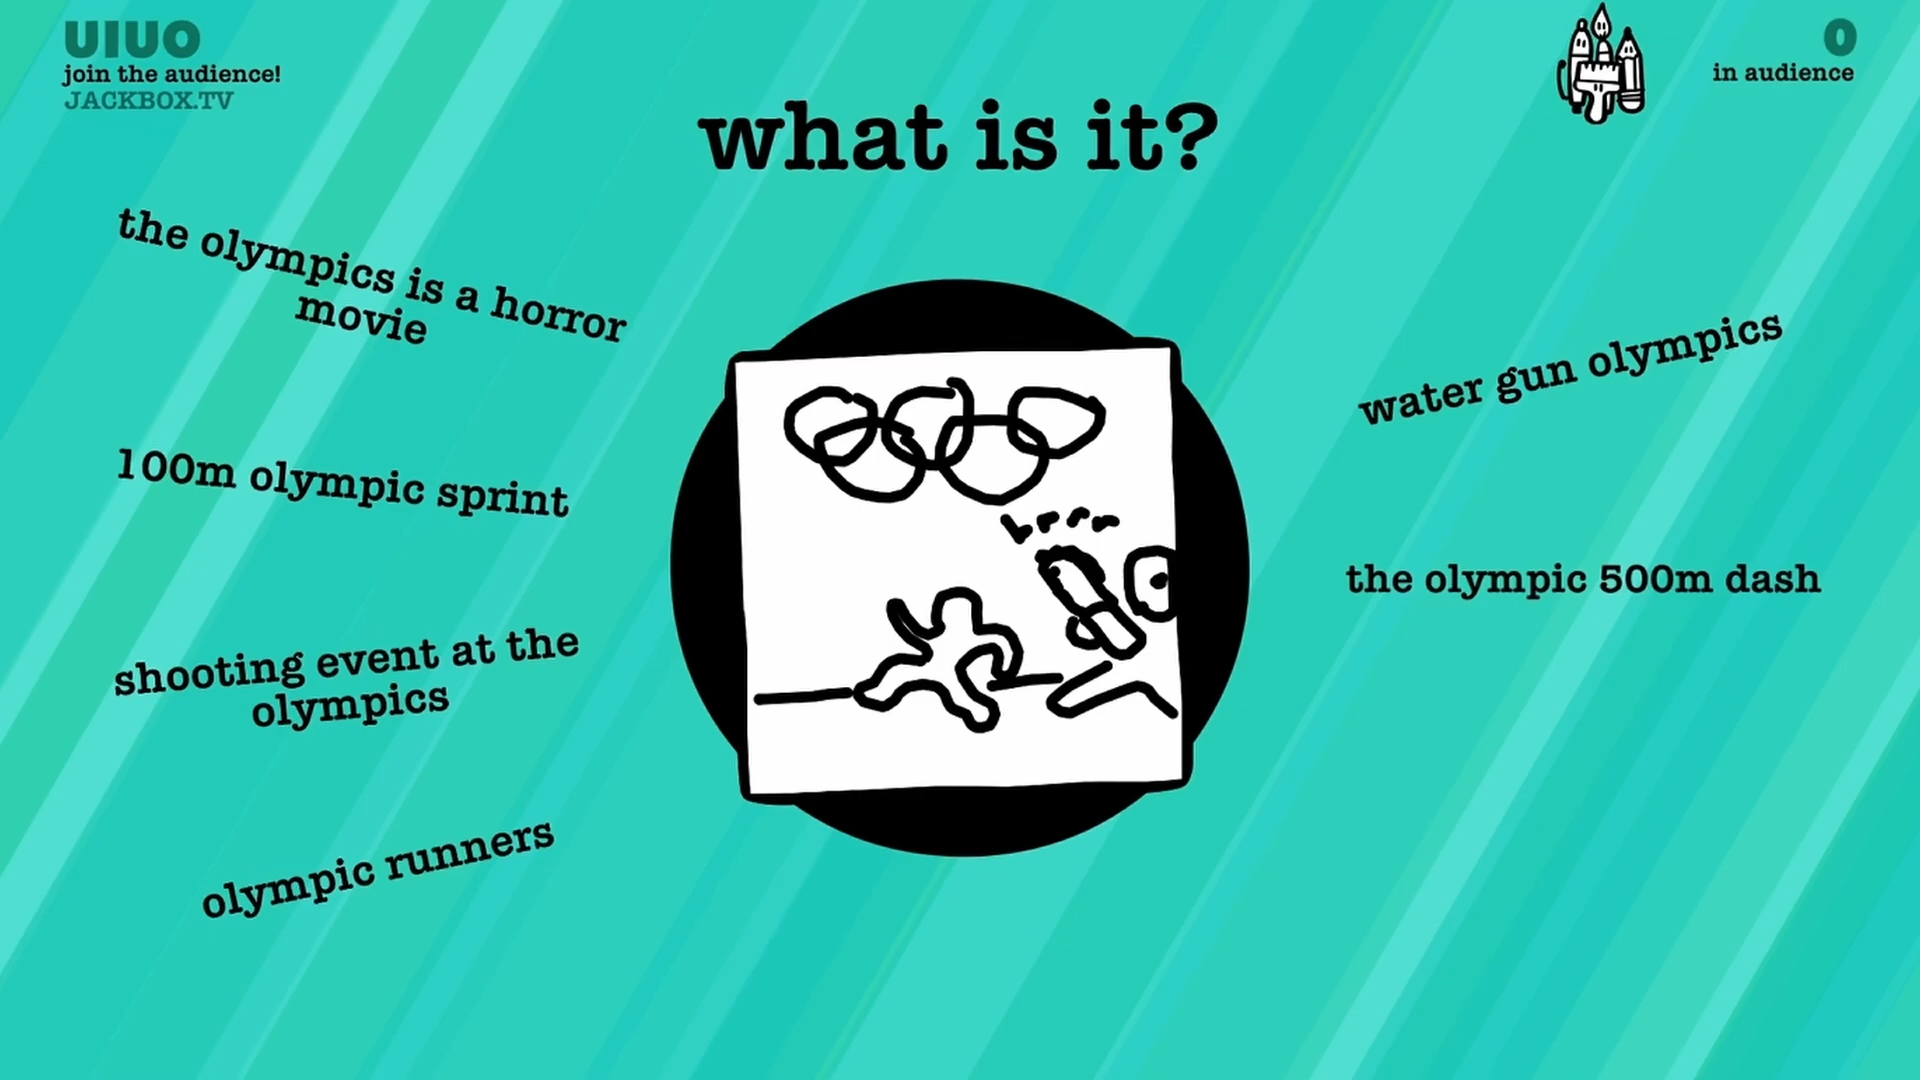 UIUO
join the audience!
JACKBOX.TV
0
in audience
what is it?
the olympics is a horror
movie
100m olympic sprint
shooting event at the
olympics
olympic runners
water gun olympics
the olympic 500m dash